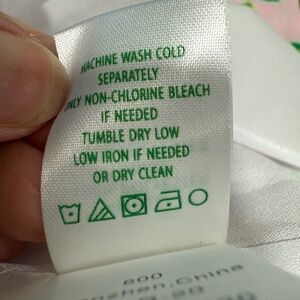 MACHINE WASH COLD
SEPARATELY
ONLY NON-CHLORINE BLEACH
IF NEEDED
TUMBLE DRY LOW
LOW IRON IF NEEDED
OR DRY CLEAN
600
China